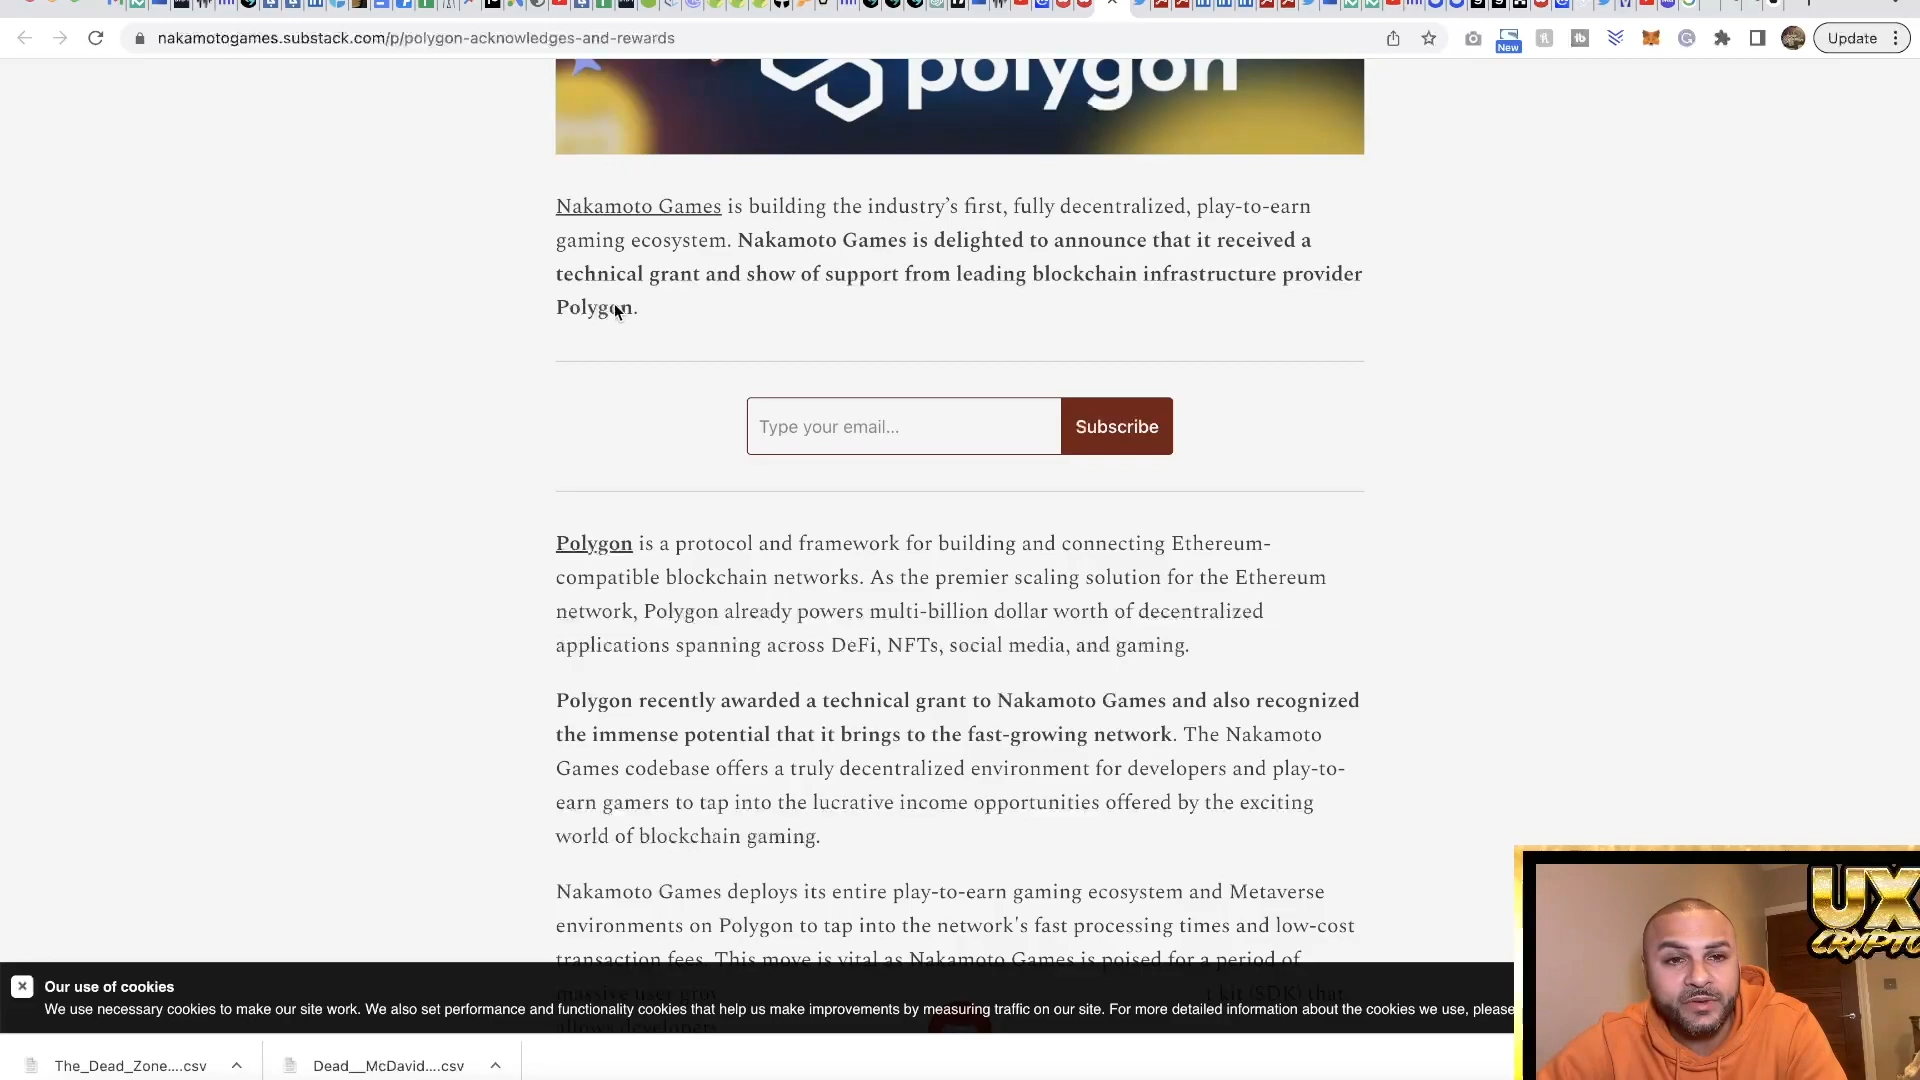 nakamotogames.substack.com/p/polygon-acknowledges-and-rewards
New
Update
polygon
Nakamoto Games is building the industry’s first, fully decentralized, play-to-earn
gaming ecosystem. Nakamoto Games is delighted to announce that it received a
technical grant and show of support from leading blockchain infrastructure provider
Polygon.
Type your email...
Subscribe
Polygon is a protocol and framework for building and connecting Ethereum-
compatible blockchain networks. As the premier scaling solution for the Ethereum
network, Polygon already powers multi-billion dollar worth of decentralized
applications spanning across DeFi, NFTs, social media, and gaming.
Polygon recently awarded a technical grant to Nakamoto Games and also recognized
the immense potential that it brings to the fast-growing network. The Nakamoto
Games codebase offers a truly decentralized environment for developers and play-to-
earn gamers to tap into the lucrative income opportunities offered by the exciting
world of blockchain gaming.
Nakamoto Games deploys its entire play-to-earn gaming ecosystem and Metaverse
environments on Polygon to tap into the network's fast processing times and low-cost
transaction fees. This move is vital as Nakamoto Games is poised for a period of
massive user
kit (SDK) that
allows developers
Our use of cookies
We use necessary cookies to make our site work. We also set performance and functionality cookies that help us make improvements by measuring traffic on our site. For more detailed information about the cookies we use, please
UX
CRYPTO
The_Dead_Zone....csv
Dead__McDavid....csv